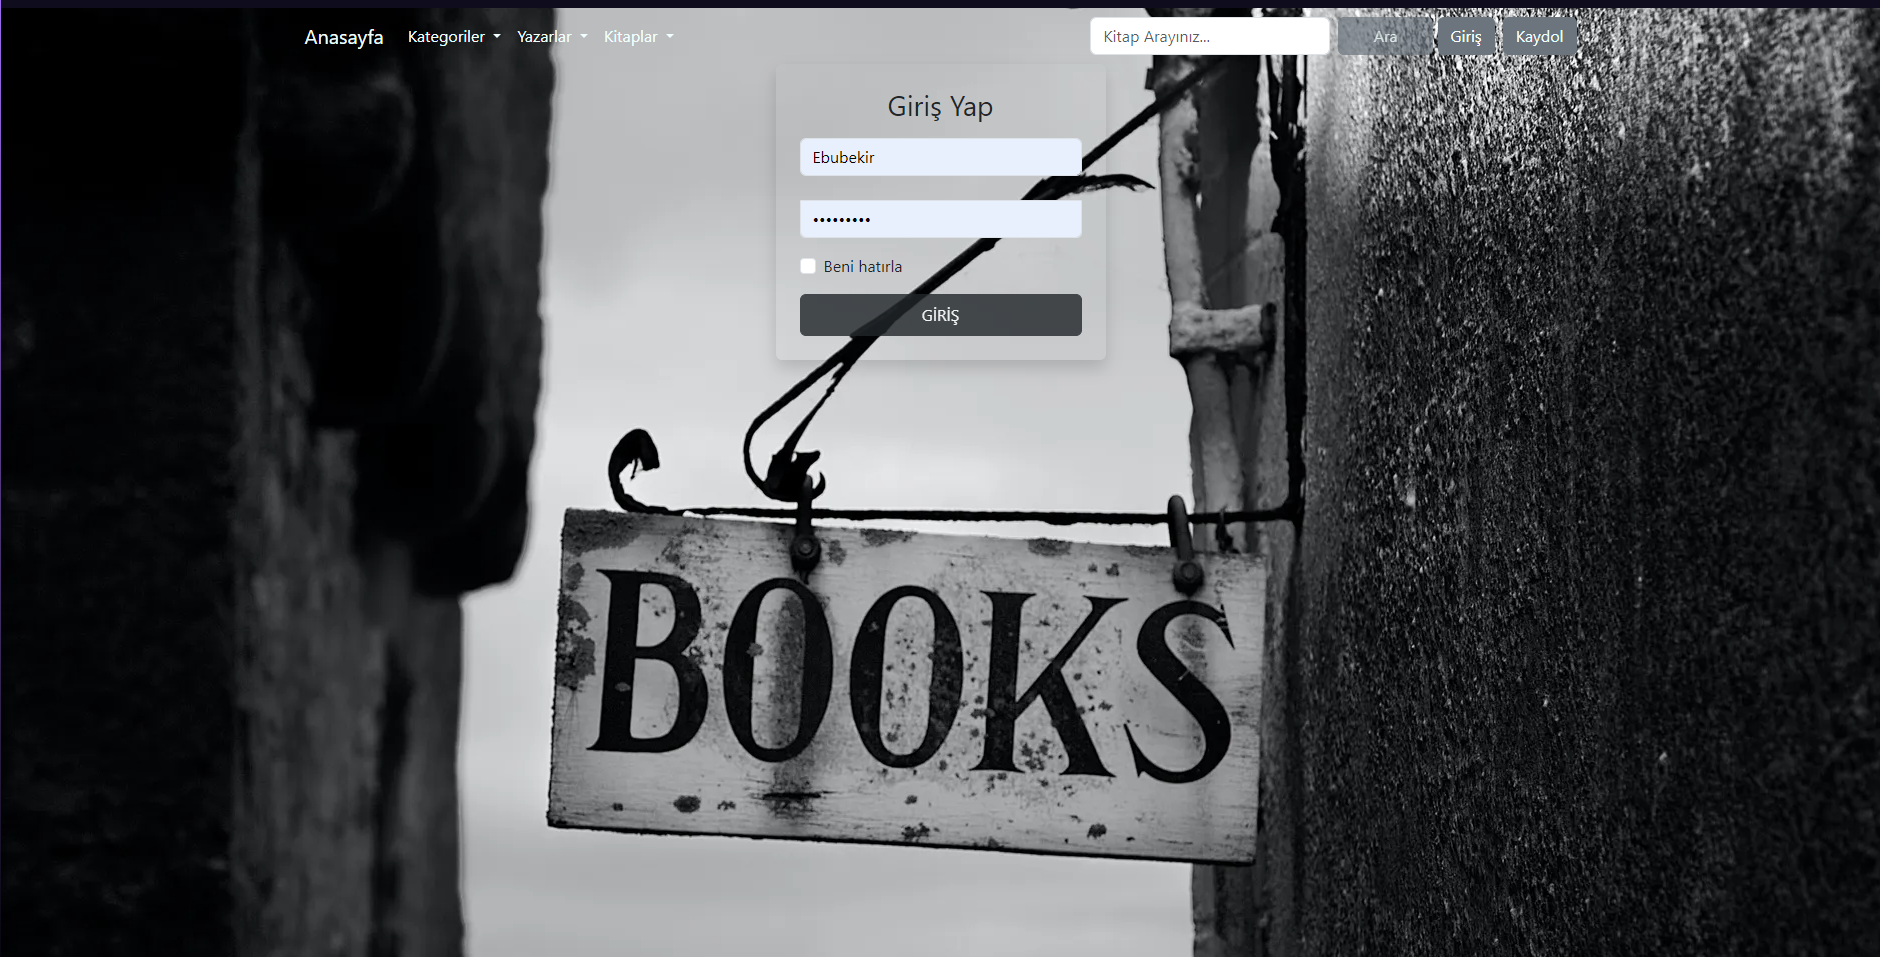 Anasayfa Kategoriler Yazarlar Kitaplar Kitap Arayınız... Ara Giriş Kaydol
Giriş Yap
Ebubekir
•••••••••
Beni hatırla
GİRİŞ
BOOKS